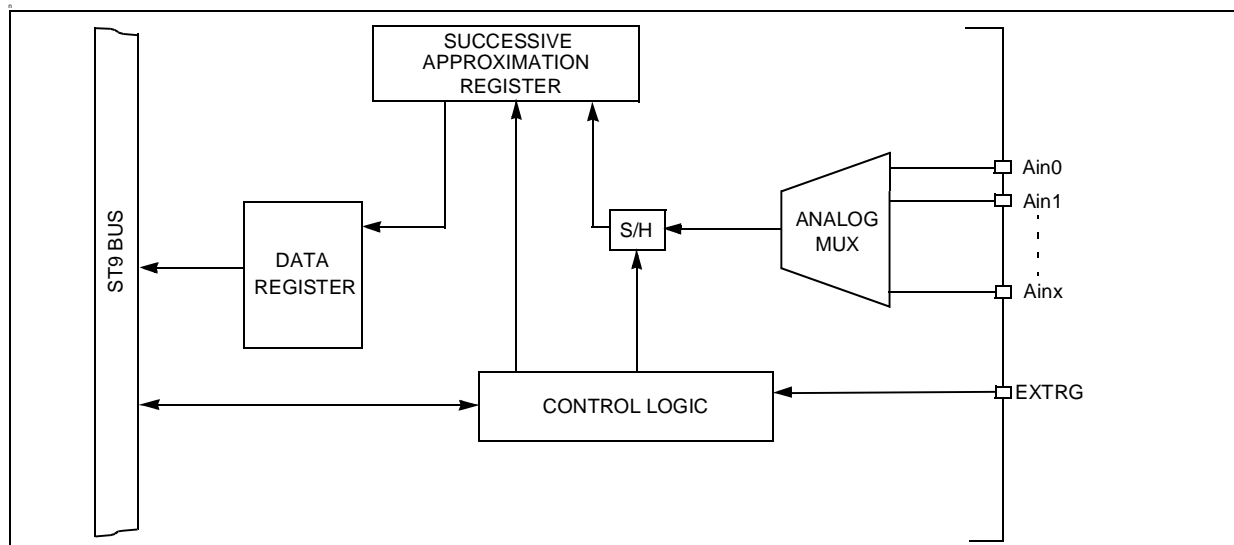 n
SUCCESSIVE
APPROXIMATION
REGISTER
ST9 BUS
DATA
REGISTER
S/H
ANALOG
MUX
Ain0
Ain1
Ainx
CONTROL LOGIC
EXTRG